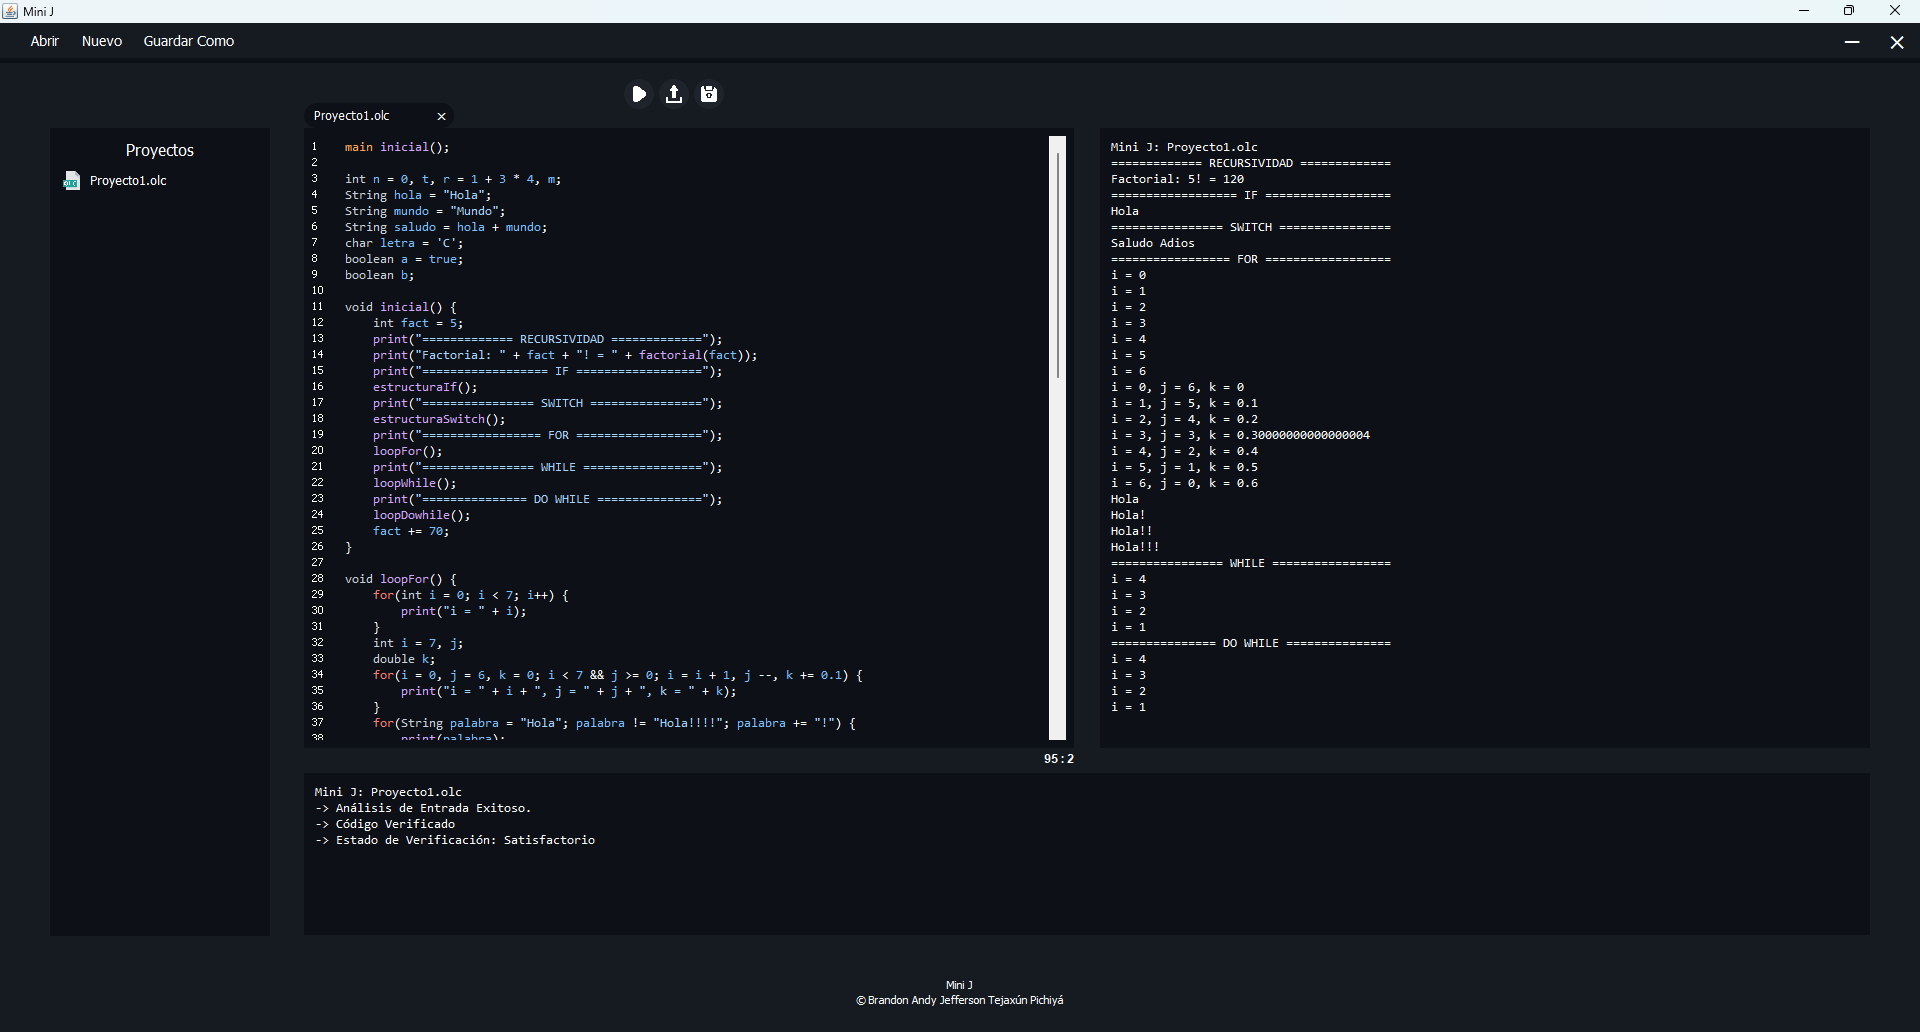 Mini J
Abrir Nuevo Guardar Como
Proyecto1.olc
Proyectos
Proyecto1.olc
1 main inicial();
2
3 int n = 0, t, r = 1 + 3 * 4, m;
4 String hola = "Hola";
5 String mundo = "Mundo";
6 String saludo = hola + mundo;
7 char letra = 'C';
8 boolean a = true;
9 boolean b;
10
11 void inicial() {
12 int fact = 5;
13 print("============= RECURSIVIDAD =============");
14 print("Factorial: " + fact + "! = " + factorial(fact));
15 print("================== IF ==================");
16 estructuraIf();
17 print("================ SWITCH ================");
18 estructuraSwitch();
19 print("================= FOR ==================");
20 loopFor();
21 print("================ WHILE =================");
22 loopWhile();
23 print("=============== DO WHILE ===============");
24 loopDowhile();
25 fact += 70;
26 }
27
28 void loopFor() {
29 for(int i = 0; i < 7; i++) {
30 print("i = " + i);
31 }
32 int i = 7, j;
33 double k;
34 for(i = 0, j = 6, k = 0; i < 7 && j >= 0; i = i + 1, j --, k += 0.1) {
35 print("i = " + i + ", j = " + j + ", k = " + k);
36 }
37 for(String palabra = "Hola"; palabra != "Hola!!!!"; palabra += "!") {
38 print(palabra);
95:2
Mini J: Proyecto1.olc
============= RECURSIVIDAD =============
Factorial: 5! = 120
================== IF ==================
Hola
================ SWITCH ================
Saludo Adios
================= FOR ==================
i = 0
i = 1
i = 2
i = 3
i = 4
i = 5
i = 6
i = 0, j = 6, k = 0
i = 1, j = 5, k = 0.1
i = 2, j = 4, k = 0.2
i = 3, j = 3, k = 0.30000000000000004
i = 4, j = 2, k = 0.4
i = 5, j = 1, k = 0.5
i = 6, j = 0, k = 0.6
Hola
Hola!
Hola!!
Hola!!!
================ WHILE =================
i = 4
i = 3
i = 2
i = 1
=============== DO WHILE ===============
i = 4
i = 3
i = 2
i = 1
Mini J: Proyecto1.olc
-> Análisis de Entrada Exitoso.
-> Código Verificado
-> Estado de Verificación: Satisfactorio
Mini J
© Brandon Andy Jefferson Tejaxún Pichiyá